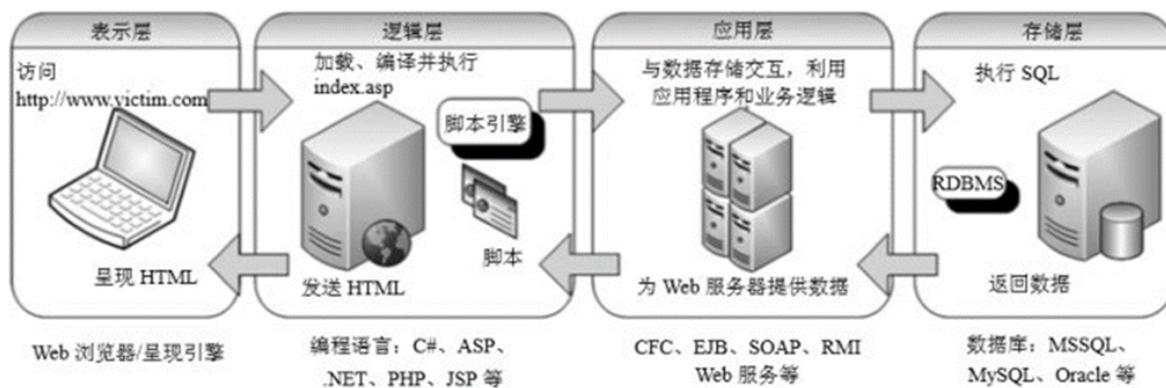 表示层
访问
http://www.victim.com
呈现 HTML
Web 浏览器/呈现引擎
逻辑层
加载、编译并执行
index.asp
脚本引擎
脚本
发送 HTML
编程语言：C#、ASP、
.NET、PHP、JSP 等
应用层
与数据存储交互，利用
应用程序和业务逻辑
为 Web 服务器提供数据
CFC、EJB、SOAP、RMI
Web 服务等
存储层
执行 SQL
RDBMS
返回数据
数据库：MSSQL、
MySQL、Oracle 等